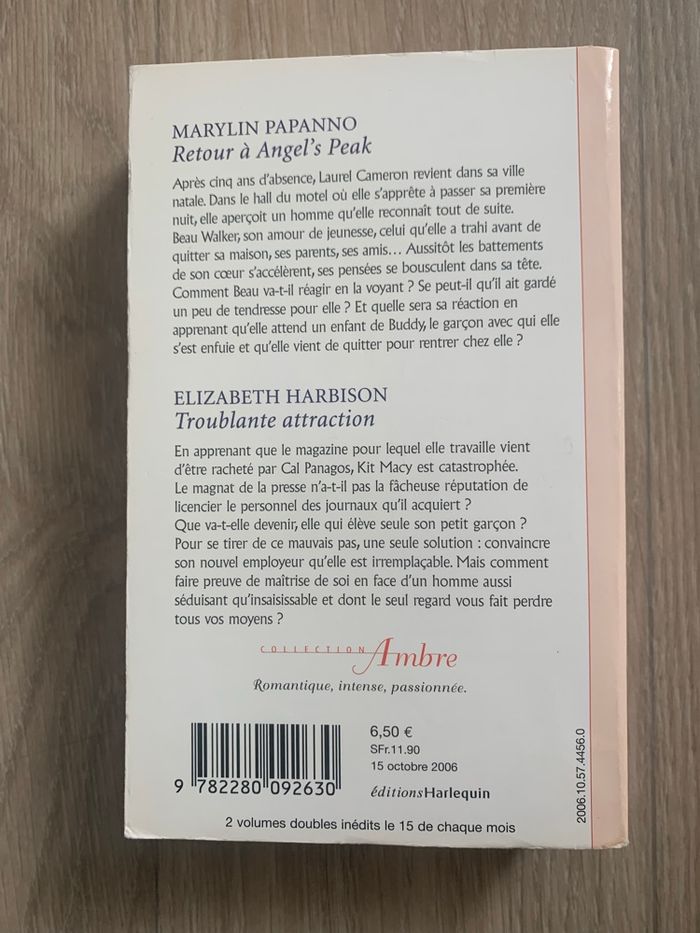 MARYLIN PAPANNO
Retour à Angel's Peak
Après cinq ans d'absence, Laurel Cameron revient dans sa ville
natale. Dans le hall du motel où elle s'apprête à passer sa première
nuit, elle aperçoit un homme qu'elle reconnaît tout de suite.
Beau Walker, son amour de jeunesse, celui qu'elle a trahi avant de
quitter sa maison, ses parents, ses amis… Aussitôt les battements
de son cœur s'accélèrent, ses pensées se bousculent dans sa tête.
Comment Beau va-t-il réagir en la voyant ? Se peut-il qu'il ait gardé
un peu de tendresse pour elle ? Et quelle sera sa réaction en
apprenant qu'elle attend un enfant de Buddy, le garçon avec qui elle
s'est enfuie et qu'elle vient de quitter pour rentrer chez elle ?
ELIZABETH HARBISON
Troublante attraction
En apprenant que le magazine pour lequel elle travaille vient
d'être racheté par Cal Panagos, Kit Macy est catastrophée.
Le magnat de la presse n'a-t-il pas la fâcheuse réputation de
licencier le personnel des journaux qu'il acquiert ?
Que va-t-elle devenir, elle qui élève seule son petit garçon ?
Pour se tirer de ce mauvais pas, une seule solution : convaincre
son nouvel employeur qu'elle est irremplaçable. Mais comment
faire preuve de maîtrise de soi en face d'un homme aussi
séduisant qu'insaisissable et dont le seul regard vous fait perdre
tous vos moyens ?
COLLECTION Ambre
Romantique, intense, passionnée.
6,50 €
SFr.11.90
15 octobre 2006
9 782280 092630
éditionsHarlequin
2 volumes doubles inédits le 15 de chaque mois
2006.10.57.4456.0